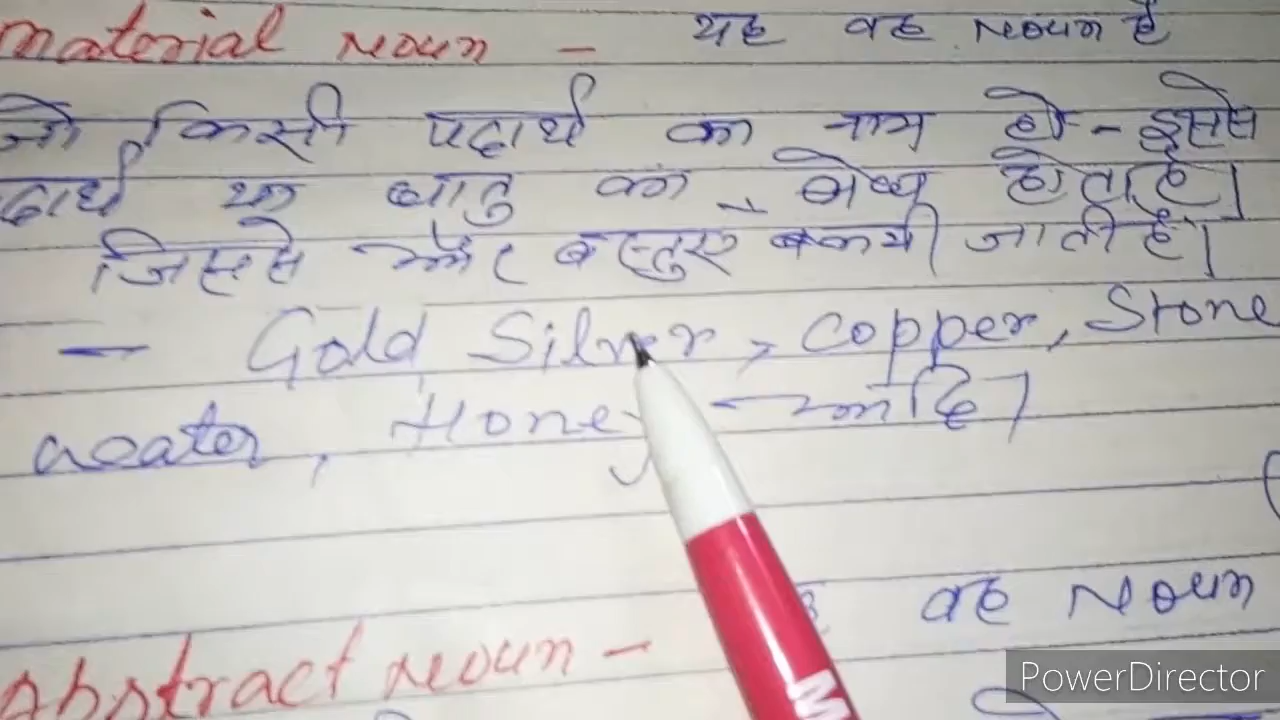 Material Noun - यह वह Noun है
जो किसी पदार्थ का नाम हो - इससे
दार्थ या धातु का बोध होता है।
जिससे और वस्तुए बनायी जाती है।
- Gold, Silver, Copper, Stone
water, Honey आदि।
वह Noun
Abstract Noun -
PowerDirector